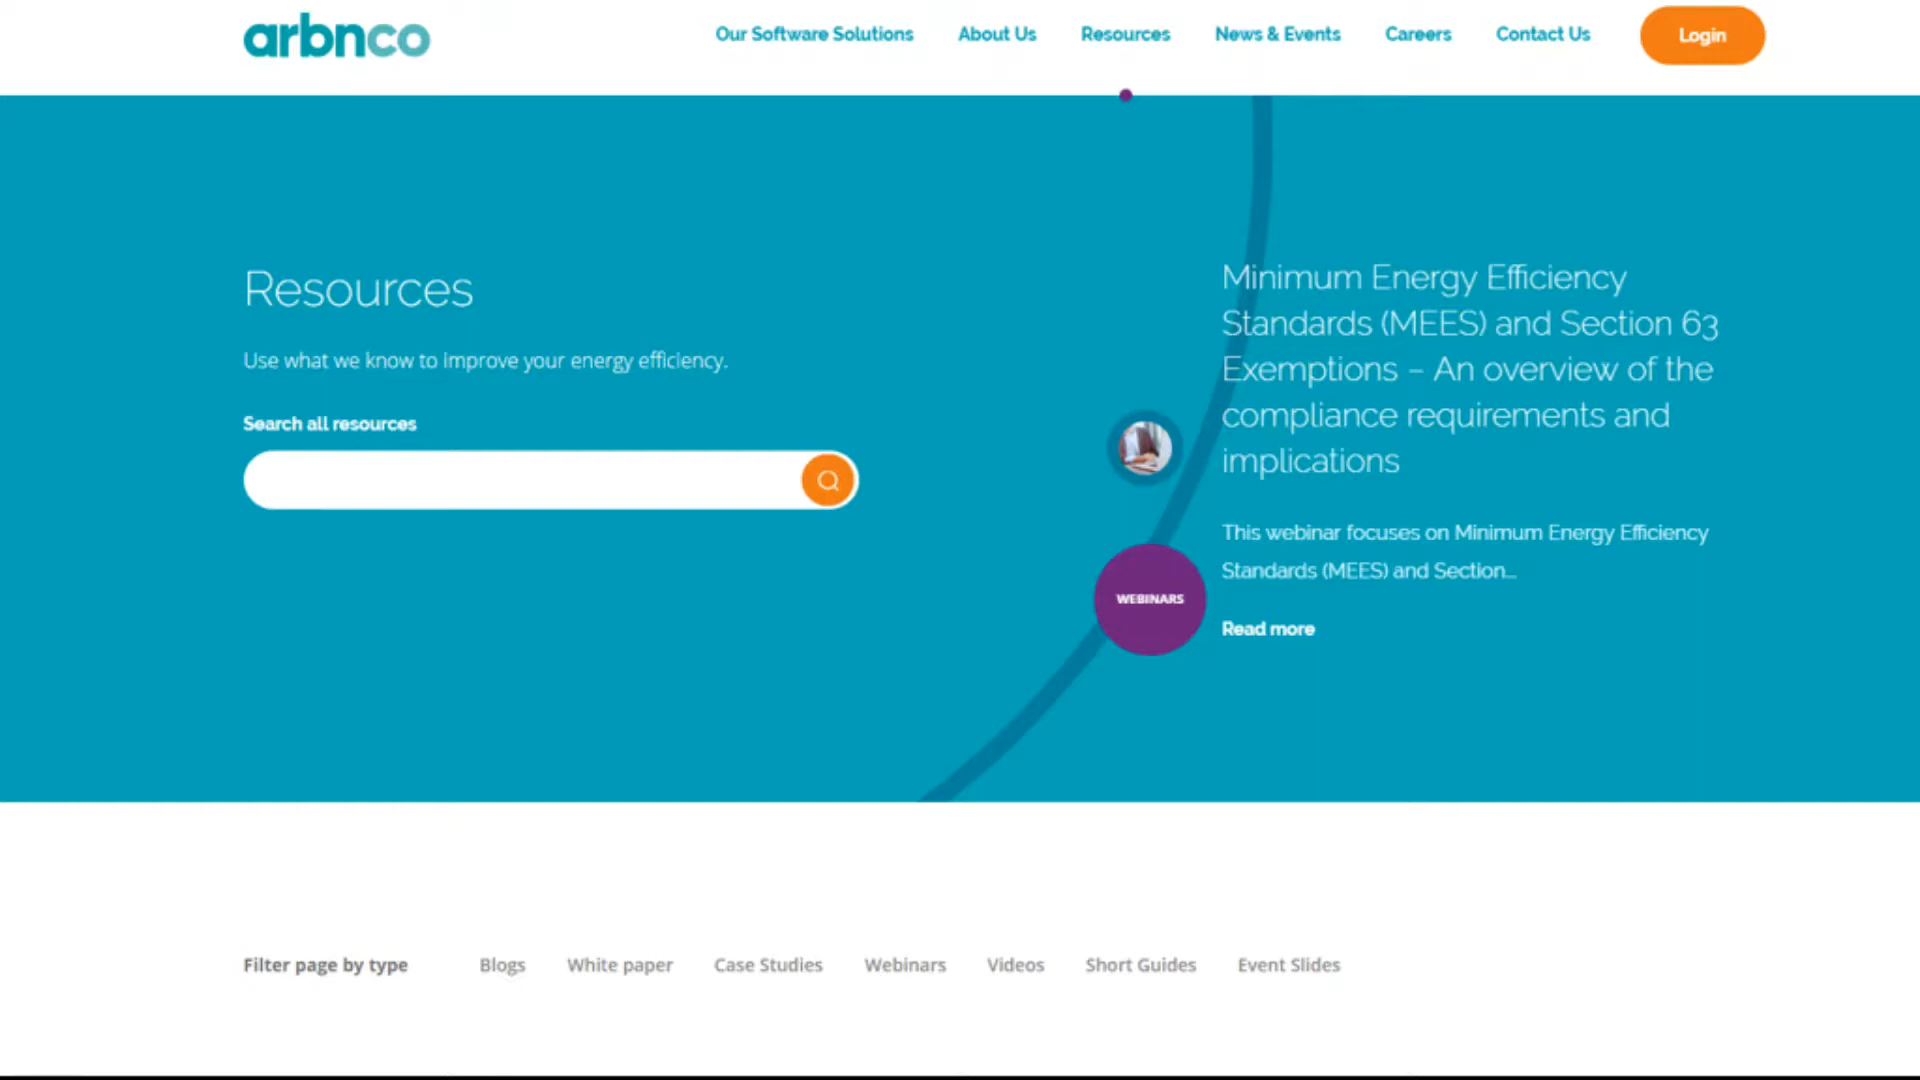 arbnco
Our Software Solutions
About Us
Resources
News & Events
Careers
Contact Us
Login
Resources
Use what we know to improve your energy efficiency.
Search all resources
Minimum Energy Efficiency
Standards (MEES) and Section 63
Exemptions – An overview of the
compliance requirements and
implications
This webinar focuses on Minimum Energy Efficiency
Standards (MEES) and Section...
WEBINARS
Read more
Filter page by type
Blogs
White paper
Case Studies
Webinars
Videos
Short Guides
Event Slides